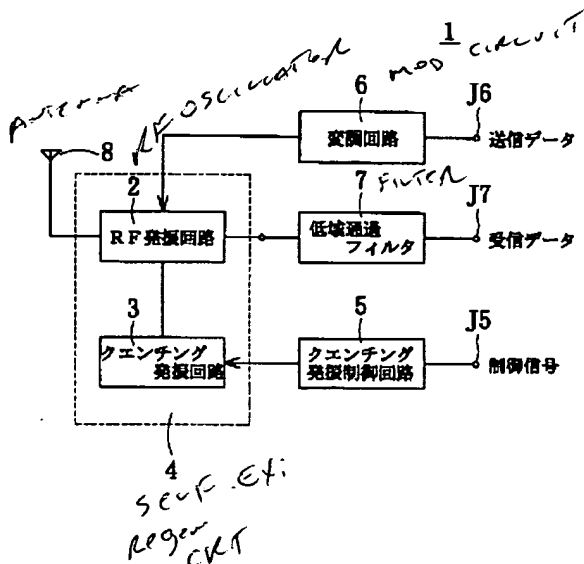 1
MOD CIRCUIT
RF OSCILLATOR
ANTENNA
6
J6
変調回路
送信データ
8
2
7 FILTER
J7
RF発振回路
低域通過
フィルタ
受信データ
3
5
J5
クエンチング
発振回路
クエンチング
発振制御回路
制御信号
4
SELF.EXi
Regen
CKT